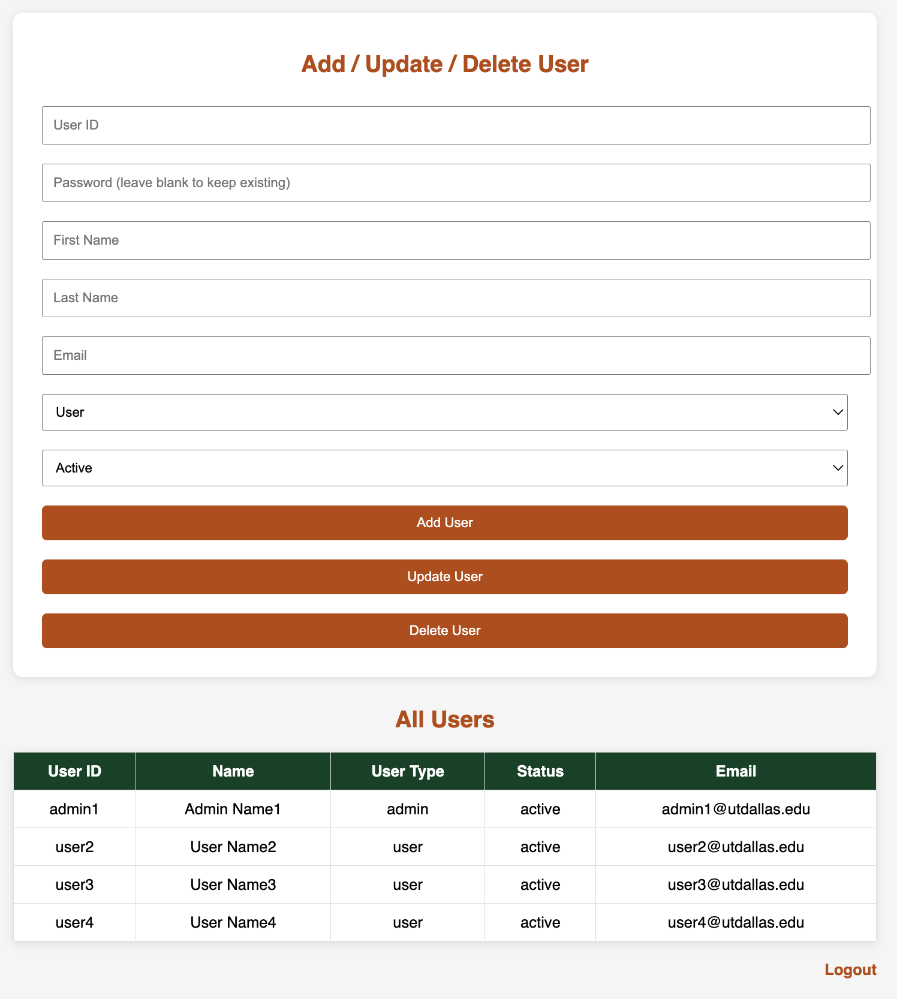 Add / Update / Delete User
User ID
Password (leave blank to keep existing)
First Name
Last Name
Email
User
Active
Add User
Update User
Delete User
All Users
User ID Name User Type Status Email
admin1 Admin Name1 admin active admin1@utdallas.edu
user2 User Name2 user active user2@utdallas.edu
user3 User Name3 user active user3@utdallas.edu
user4 User Name4 user active user4@utdallas.edu
Logout